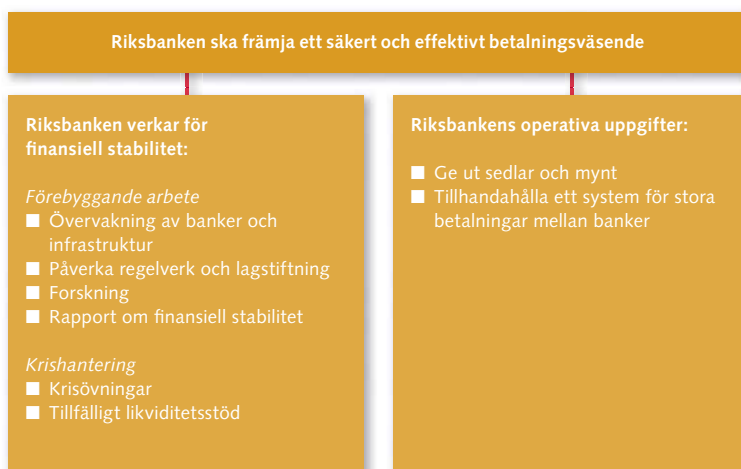 Riksbanken ska främja ett säkert och effektivt betalningsväsende
Riksbanken verkar för
finansiell stabilitet:
Förebyggande arbete
Övervakning av banker och
infrastruktur
Påverka regelverk och lagstiftning
Forskning
Rapport om finansiell stabilitet
Krishantering
Krisövningar
Tillfälligt likviditetsstöd
Riksbankens operativa uppgifter:
Ge ut sedlar och mynt
Tillhandahålla ett system för stora
betalningar mellan banker